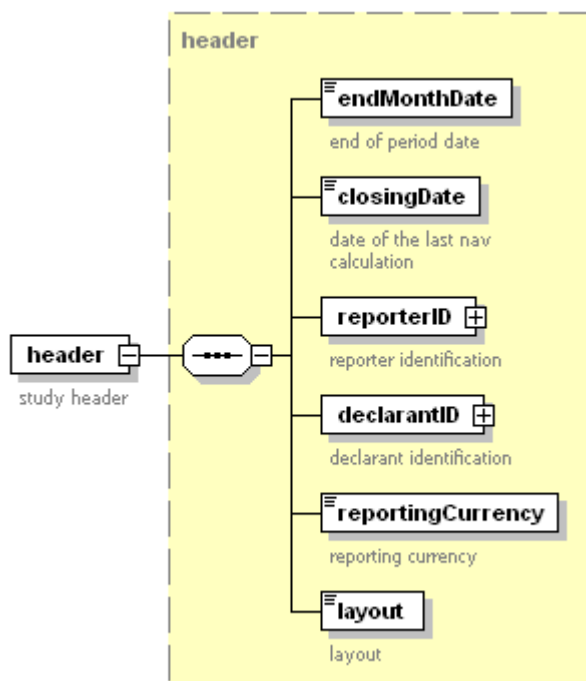 header
endMonthDate
end of period date
closingDate
date of the last nav
calculation
reporterID
reporter identification
header
study header
declarantID
declarant identification
reportingCurrency
reporting currency
layout
layout